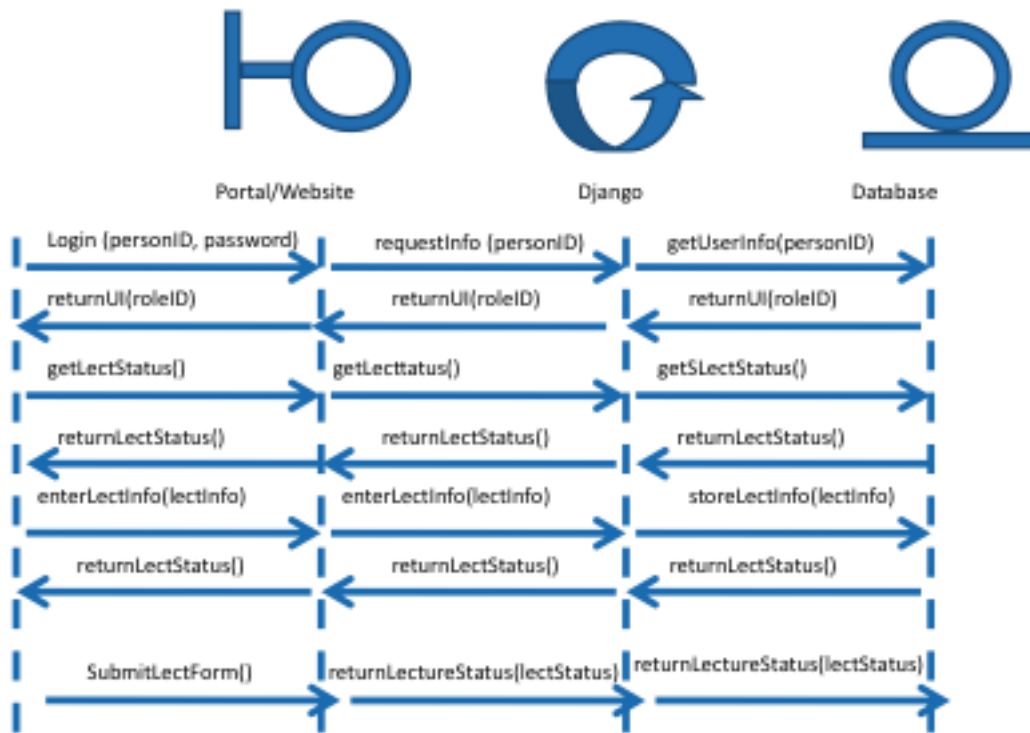 Portal/Website Django Database
Login (personID, password) requestInfo (personID) getUserInfo(personID)
returnUI(roleID) returnUI(roleID) returnUI(roleID)
getLectStatus() getLecttatus() getSLectStatus()
returnLectStatus() returnLectStatus() returnLectStatus()
enterLectInfo(lectInfo) enterLectInfo(lectInfo) storeLectInfo(lectInfo)
returnLectStatus() returnLectStatus() returnLectStatus()
SubmitLectForm() returnLectureStatus(lectStatus) returnLectureStatus(lectStatus)